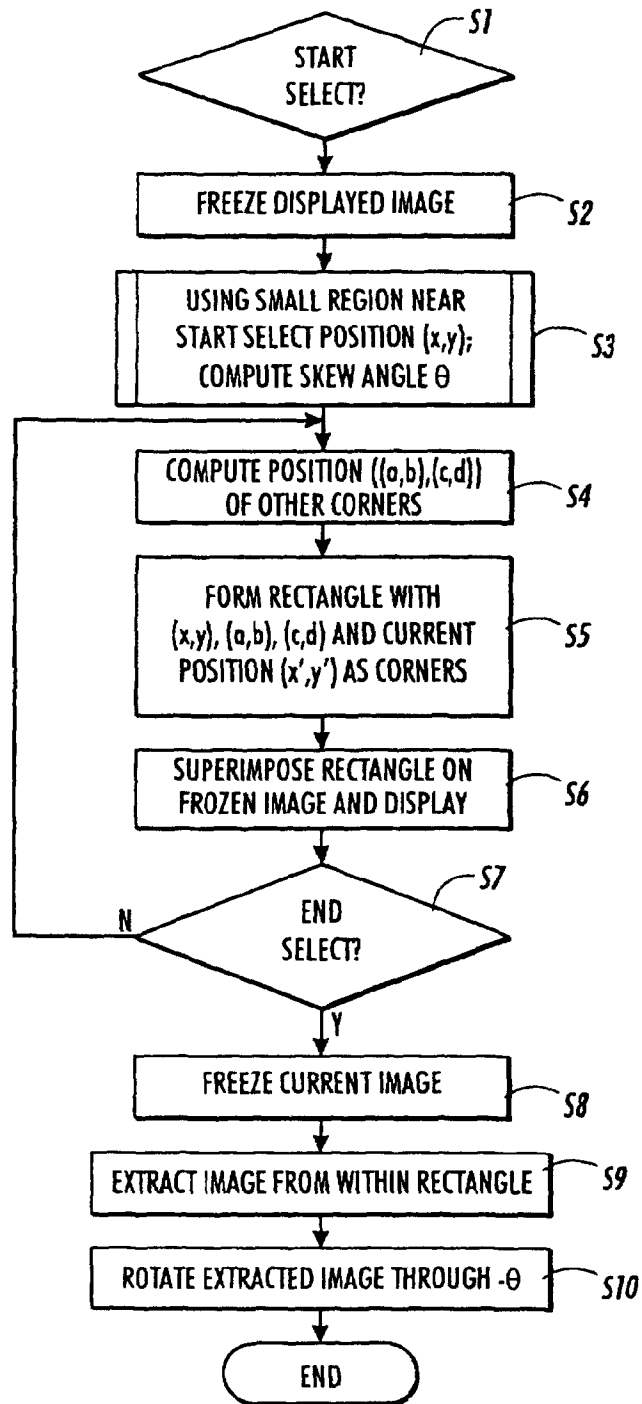 S1
START
SELECT?
FREEZE DISPLAYED IMAGE
S2
USING SMALL REGION NEAR
START SELECT POSITION (x,y);
COMPUTE SKEW ANGLE θ
S3
COMPUTE POSITION ((a,b),(c,d))
OF OTHER CORNERS
S4
FORM RECTANGLE WITH
(x,y), (a,b), (c,d) AND CURRENT
POSITION (x',y') AS CORNERS
S5
SUPERIMPOSE RECTANGLE ON
FROZEN IMAGE AND DISPLAY
S6
S7
N
END
SELECT?
Y
FREEZE CURRENT IMAGE
S8
EXTRACT IMAGE FROM WITHIN RECTANGLE
S9
ROTATE EXTRACTED IMAGE THROUGH -θ
S10
END